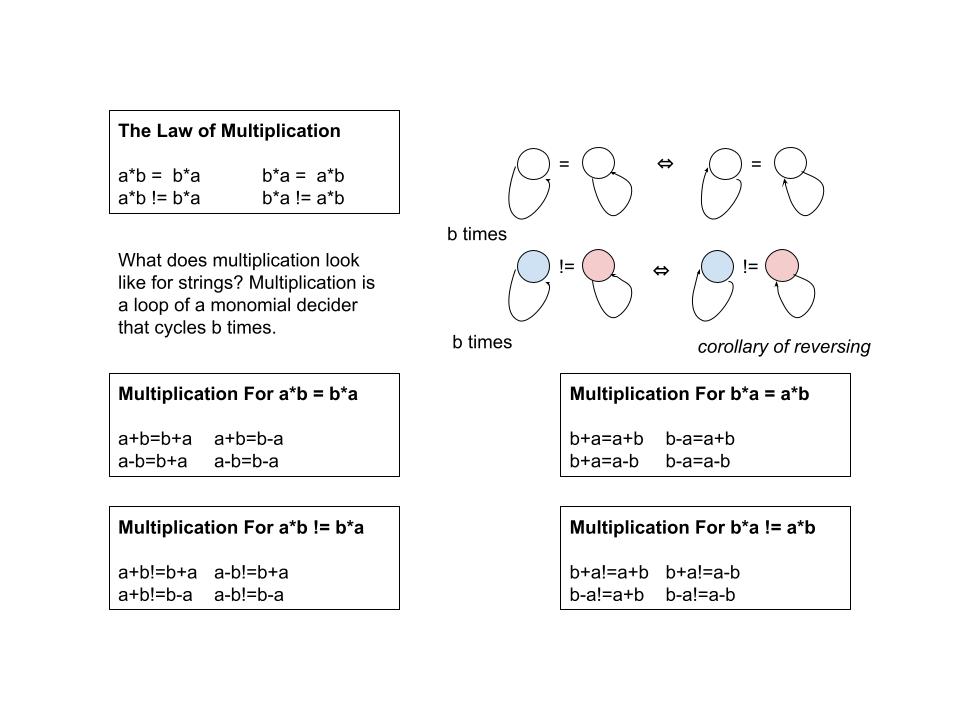 The Law of Multiplication
a*b =  b*a b*a =  a*b
a*b != b*a b*a != a*b
= ⇔ =
b times
What does multiplication look
like for strings? Multiplication is
a loop of a monomial decider
that cycles b times.
!= ⇔ !=
b times
corollary of reversing
Multiplication For a*b = b*a
a+b=b+a a+b=b-a
a-b=b+a a-b=b-a
Multiplication For b*a = a*b
b+a=a+b b-a=a+b
b+a=a-b b-a=a-b
Multiplication For a*b != b*a
a+b!=b+a a-b!=b+a
a+b!=b-a a-b!=b-a
Multiplication For b*a != a*b
b+a!=a+b b+a!=a-b
b-a!=a+b b-a!=a-b